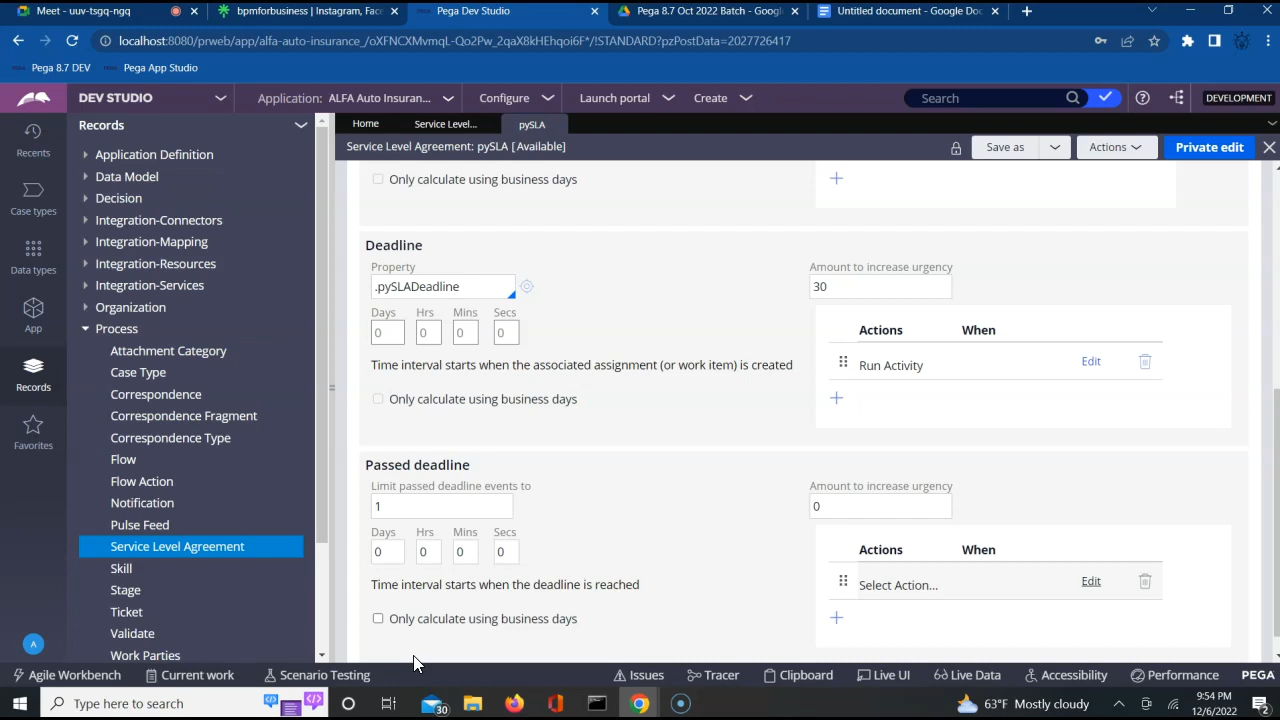 Meet - uuv-tsgq-ngq
bpmforbusiness | Instagram, Fac
Pega Dev Studio
Pega 8.7 Oct 2022 Batch - Google
Untitled document - Google Doc
localhost:8080/prweb/app/alfa-auto-insurance_/oXFNCXMvmqL-Qo2Pw_2qaX8kHEhqoi6F*/!STANDARD?pzPostData=2027726417
Pega 8.7 DEV
Pega App Studio
DEV STUDIO
Application: ALFA Auto Insuran...
Configure
Launch portal
Create
Search
DEVELOPMENT
Recents
Case types
Data types
App
Records
Favorites
A
Records
Application Definition
Data Model
Decision
Integration-Connectors
Integration-Mapping
Integration-Resources
Integration-Services
Organization
Process
Attachment Category
Case Type
Correspondence
Correspondence Fragment
Correspondence Type
Flow
Flow Action
Notification
Pulse Feed
Service Level Agreement
Skill
Stage
Ticket
Validate
Work Parties
Home
Service Level...
pySLA
Service Level Agreement: pySLA [ Available]
Save as
Actions
Private edit
Only calculate using business days
Deadline
Property
Amount to increase urgency
.pySLADeadline
30
Days Hrs Mins Secs
0 0 0 0
Actions When
Time interval starts when the associated assignment (or work item) is created
Run Activity Edit
Only calculate using business days
Passed deadline
Limit passed deadline events to
Amount to increase urgency
1
0
Days Hrs Mins Secs
0 0 0 0
Actions When
Time interval starts when the deadline is reached
Select Action... Edit
Only calculate using business days
Agile Workbench
Current work
Scenario Testing
Issues
Tracer
Clipboard
Live UI
Live Data
Accessibility
Performance
PEGA
Type here to search
30
63°F Mostly cloudy
9:54 PM
12/6/2022
2